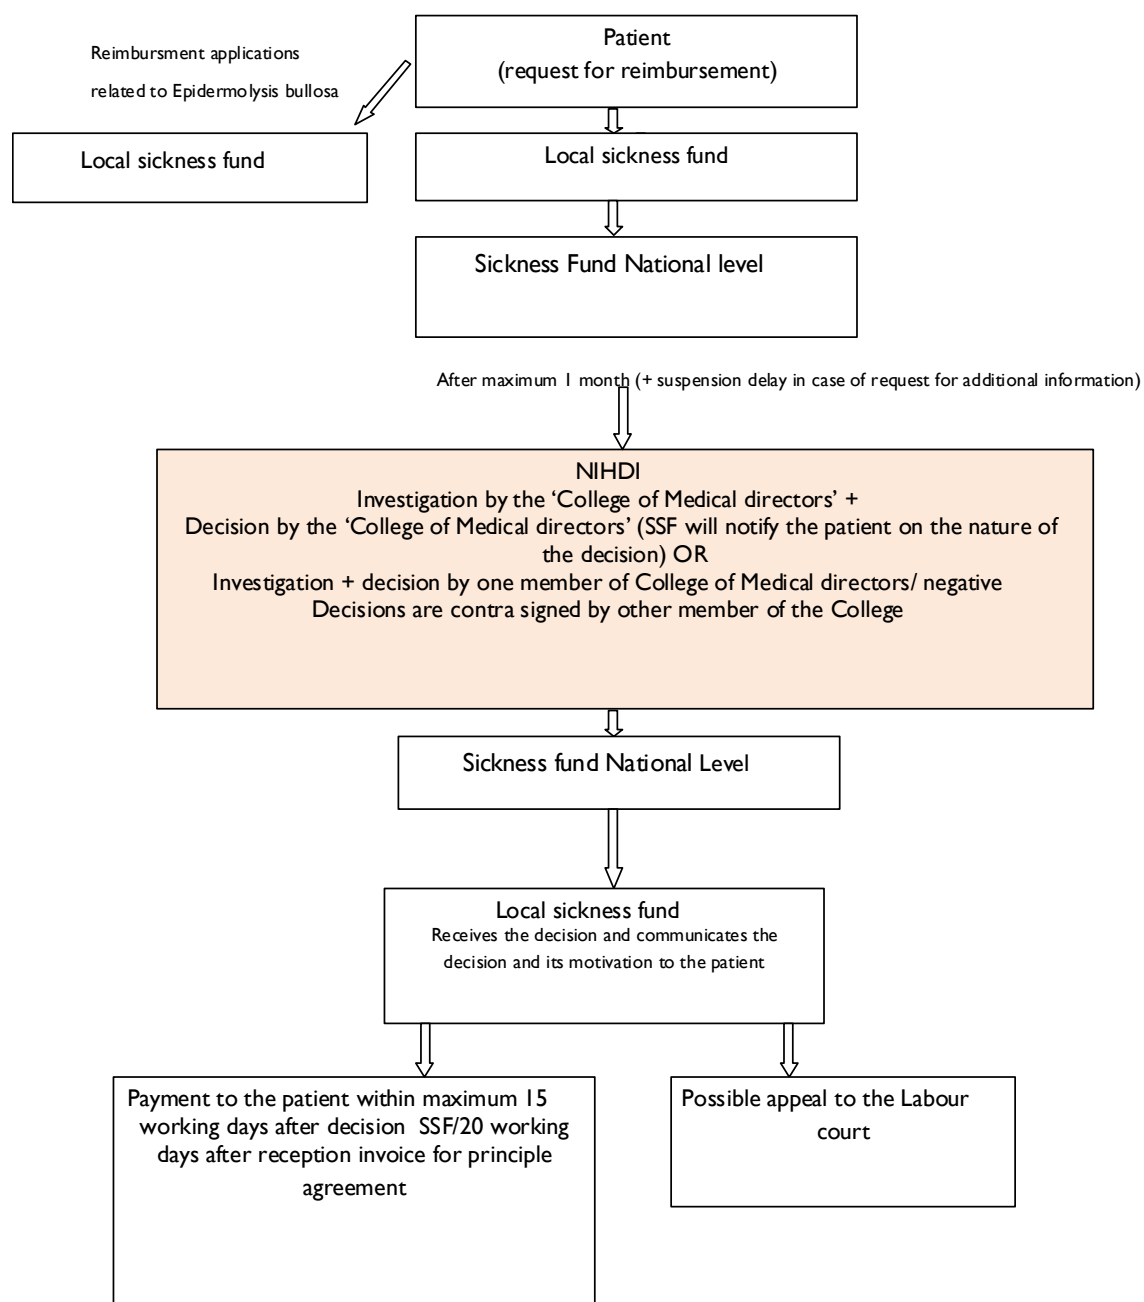 Patient
(request for reimbursement)
Reimbursment applications
related to Epidermolysis bullosa
Local sickness fund
Local sickness fund
Sickness Fund National level
After maximum 1 month (+ suspension delay in case of request for additional information)
NIHDI
Investigation by the ‘College of Medical directors’ +
Decision by the ‘College of Medical directors’ (SSF will notify the patient on the nature of
the decision) OR
Investigation + decision by one member of College of Medical directors/ negative
Decisions are contra signed by other member of the College
Sickness fund National Level
Local sickness fund
Receives the decision and communicates the
decision and its motivation to the patient
Payment to the patient within maximum 15
working days after decision SSF/20 working
days after reception invoice for principle
agreement
Possible appeal to the Labour
court